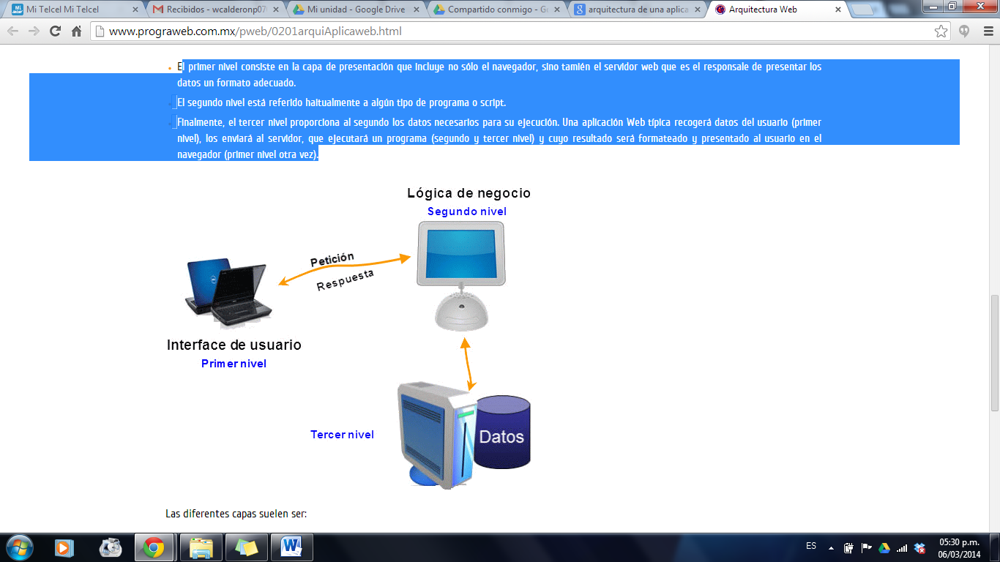 Mi Telcel Mi Telcel
Recibidos - wcalderonp07
Mi unidad - Google Drive
Compartido conmigo - Go
arquitectura de una aplica
Arquitectura Web
www.prograweb.com.mx/pweb/0201arquiAplicaweb.html
El primer nivel consiste en la capa de presentación que incluye no sólo el navegador, sino tamién el servidor web que es el responsale de presentar los
datos un formato adecuado.
El segundo nivel está referido haitualmente a algún tipo de programa o script.
Finalmente, el tercer nivel proporciona al segundo los datos necesarios para su ejecución. Una aplicación Web típica recogerá datos del usuario (primer
nivel), los enviará al servidor, que ejecutará un programa (segundo y tercer nivel) y cuyo resultado será formateado y presentado al usuario en el
navegador (primer nivel otra vez).
Lógica de negocio
Segundo nivel
Petición
Respuesta
Interface de usuario
Primer nivel
Tercer nivel
Datos
Las diferentes capas suelen ser:
ES
05:30 p.m.
06/03/2014